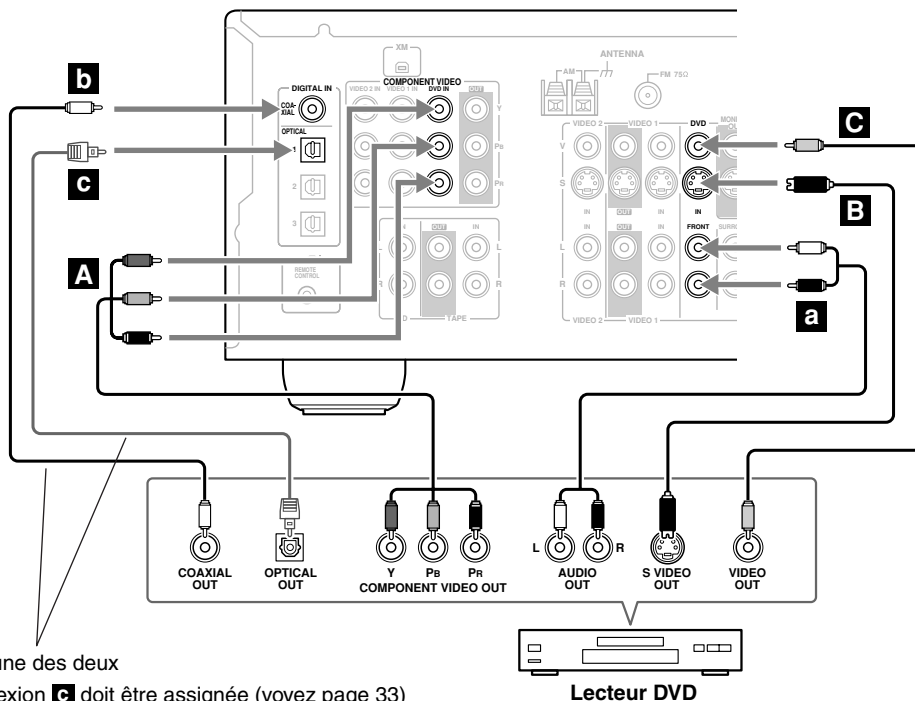 XM
COMPONENT VIDEO
VIDEO 2 IN VIDEO 1 IN DVD IN OUT
Y
PB
PR
ANTENNA
AM
FM 75Ω
b
DIGITAL IN
COA-
XIAL
OPTICAL
1
2
3
c
A
REMOTE
CONTROL
IN OUT IN
L L
R R
TAPE
VIDEO 2 VIDEO 1 DVD
V
S
IN OUT IN IN
IN OUT IN FRONT
L
R
VIDEO 2 VIDEO 1
C
B
a
COAXIAL
OUT
OPTICAL
OUT
Y PB PR
COMPONENT VIDEO OUT
L R
AUDIO
OUT
S VIDEO
OUT
VIDEO
OUT
une des deux
exion c doit être assignée (voyez page 33)
Lecteur DVD